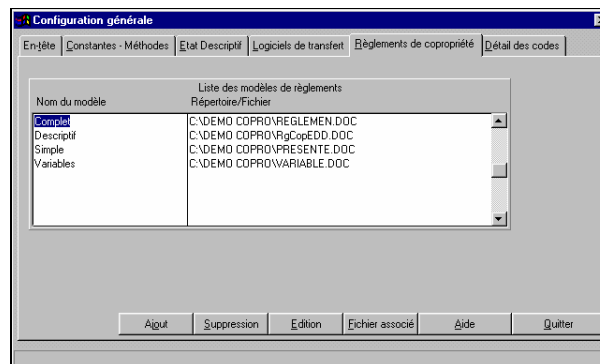 Configuration générale
En-tête Constantes - Méthodes Etat Descriptif Logiciels de transfert Règlements de copropriété Détail des codes
Liste des modèles de règlements
Nom du modèle Répertoire/Fichier
Complet C:\DEMO COPRO\REGLEMEN.DOC
Descriptif C:\DEMO COPRO\RgCopEDD.DOC
Simple C:\DEMO COPRO\PRESENTE.DOC
Variables C:\DEMO COPRO\VARIABLE.DOC
Ajout Suppression Edition Fichier associé Aide Quitter